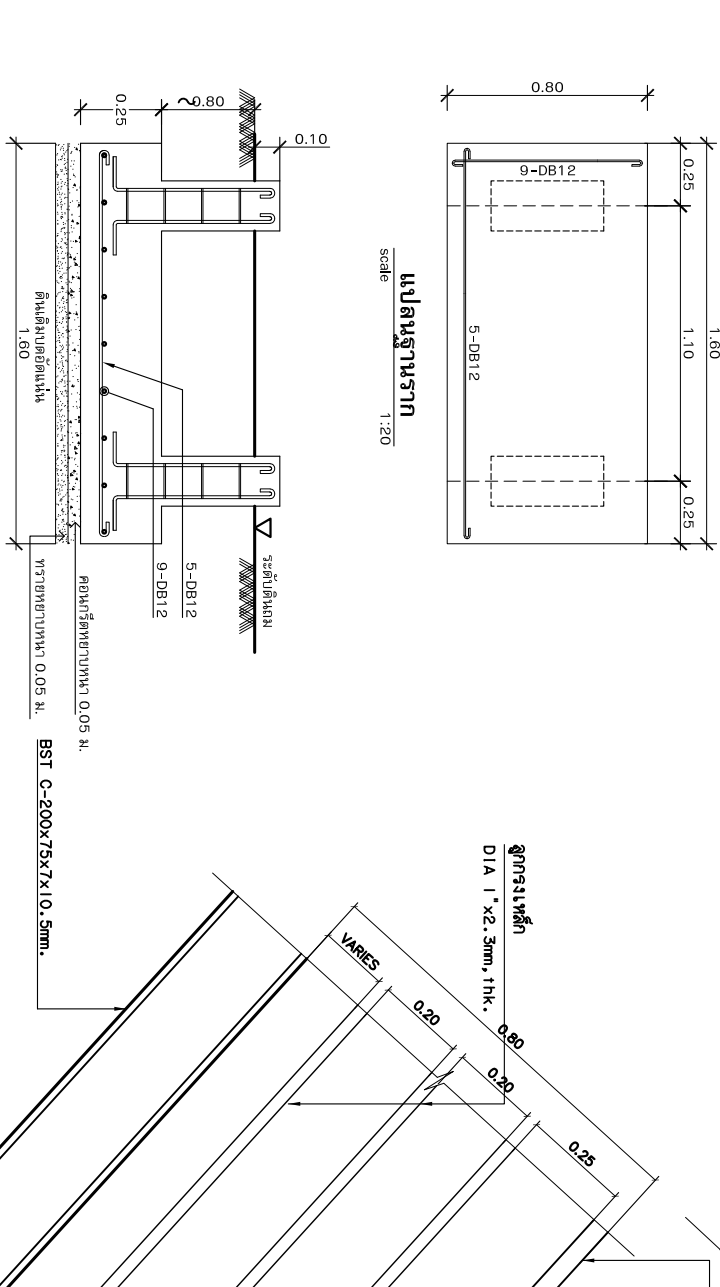 0.80
1.60
0.25
1.10
0.25
9-DB12
5-DB12
แปลนฐานราก
scale 1:20
0.10
~0.80
0.25
ระดับดินถม
5-DB12
9-DB12
คอนกรีตหยาบหนา 0.05 ม.
ทรายหยาบหนา 0.05 ม.
ดินเดิมบดอัดแน่น
1.60
ลูกกรงเหล็ก
DIA 1"x2.3mm,thk.
BST C-200x75x7x10.5mm.
VARIES
0.20
0.80
0.20
0.25